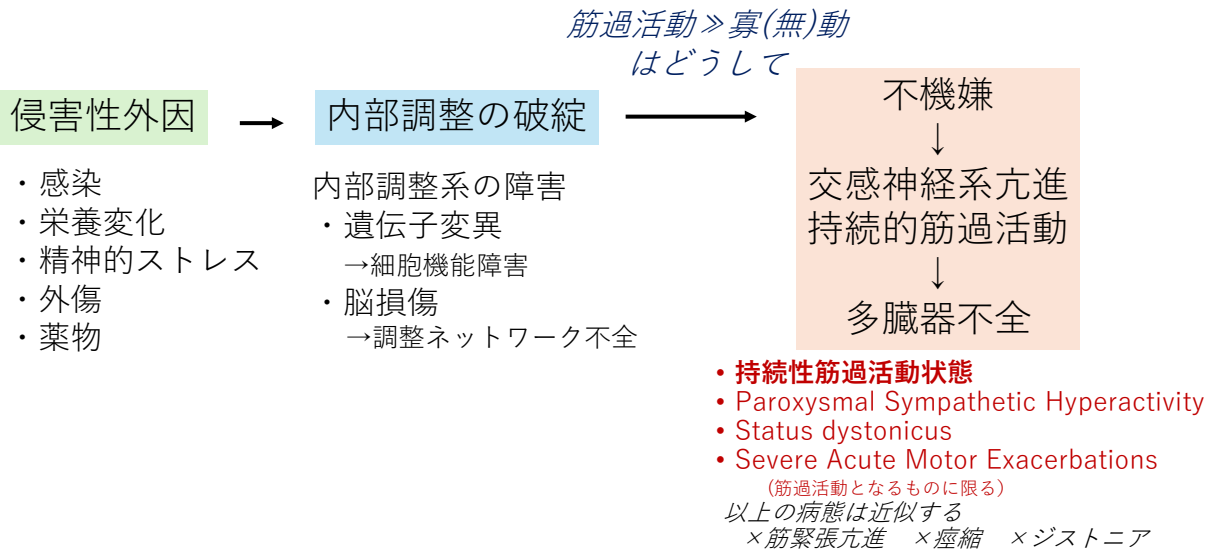 筋過活動≫寡(無)動
はどうして
侵害性外因
・感染
・栄養変化
・精神的ストレス
・外傷
・薬物
内部調整の破綻
内部調整系の障害
・遺伝子変異
→細胞機能障害
・脳損傷
→調整ネットワーク不全
不機嫌
↓
交感神経系亢進
持続的筋過活動
↓
多臓器不全
• 持続性筋過活動状態
• Paroxysmal Sympathetic Hyperactivity
• Status dystonicus
• Severe Acute Motor Exacerbations
(筋過活動となるものに限る)
以上の病態は近似する
×筋緊張亢進　×痙縮　×ジストニア